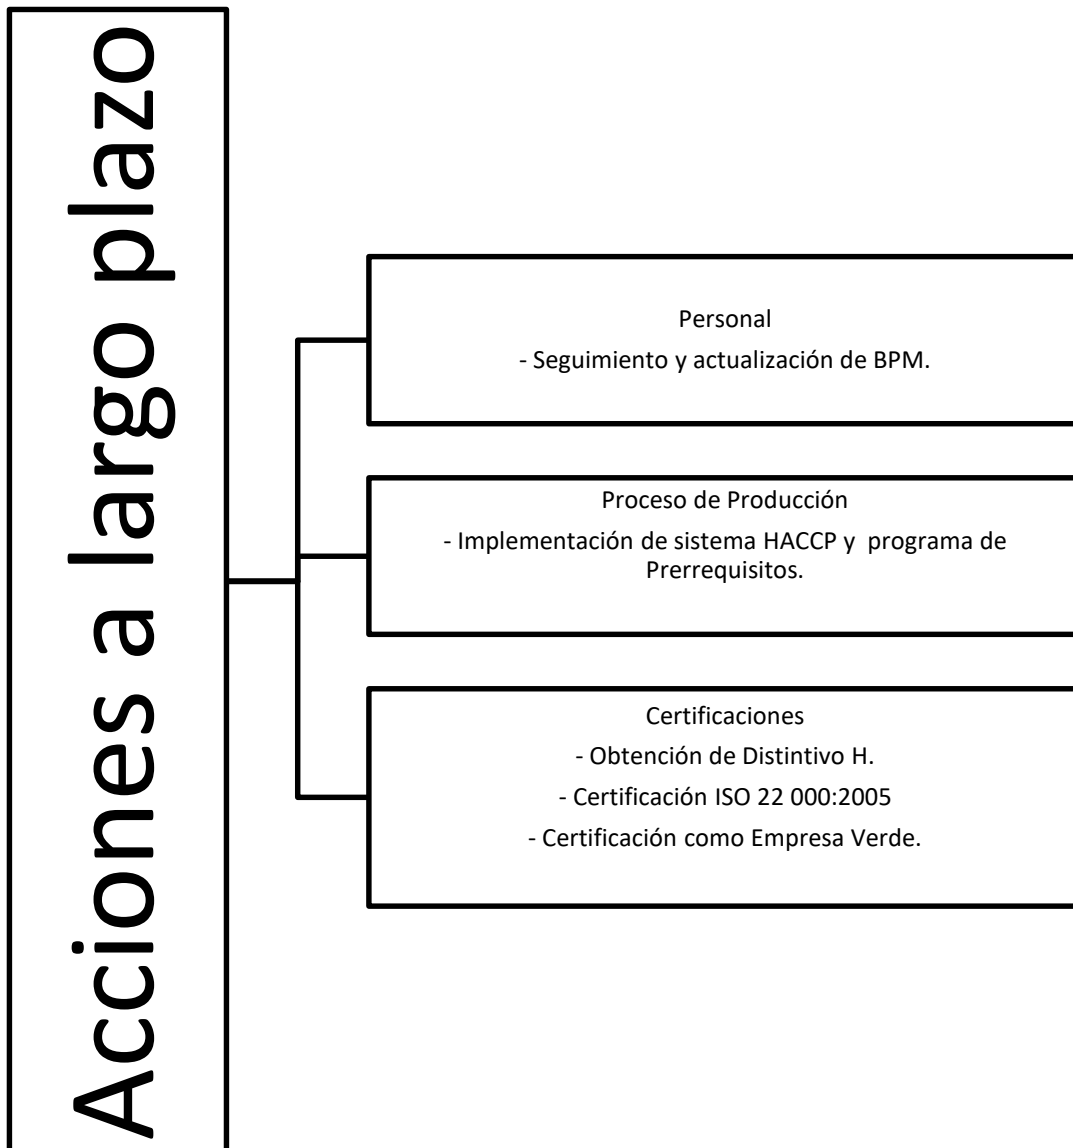 Acciones a largo plazo
Personal
- Seguimiento y actualización de BPM.
Proceso de Producción
- Implementación de sistema HACCP y  programa de
Prerrequisitos.
Certificaciones
- Obtención de Distintivo H.
- Certificación ISO 22 000:2005
- Certificación como Empresa Verde.